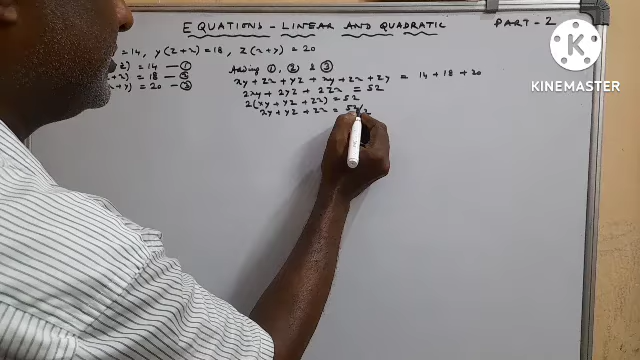 EQUATIONS - LINEAR AND QUADRATIC PART-2
=14, y(z+x)=18, z(x+y)=20
z) = 14 -①
+x) = 18 -②
+y) = 20 -③
Adding ①, ② & ③
xy + zx + yz + xy + zx + zy = 14 + 18 + 20
2xy + 2yz + 2zx = 52
2(xy + yz + zx) = 52
xy + yz + zx = 52/2
KINEMASTER